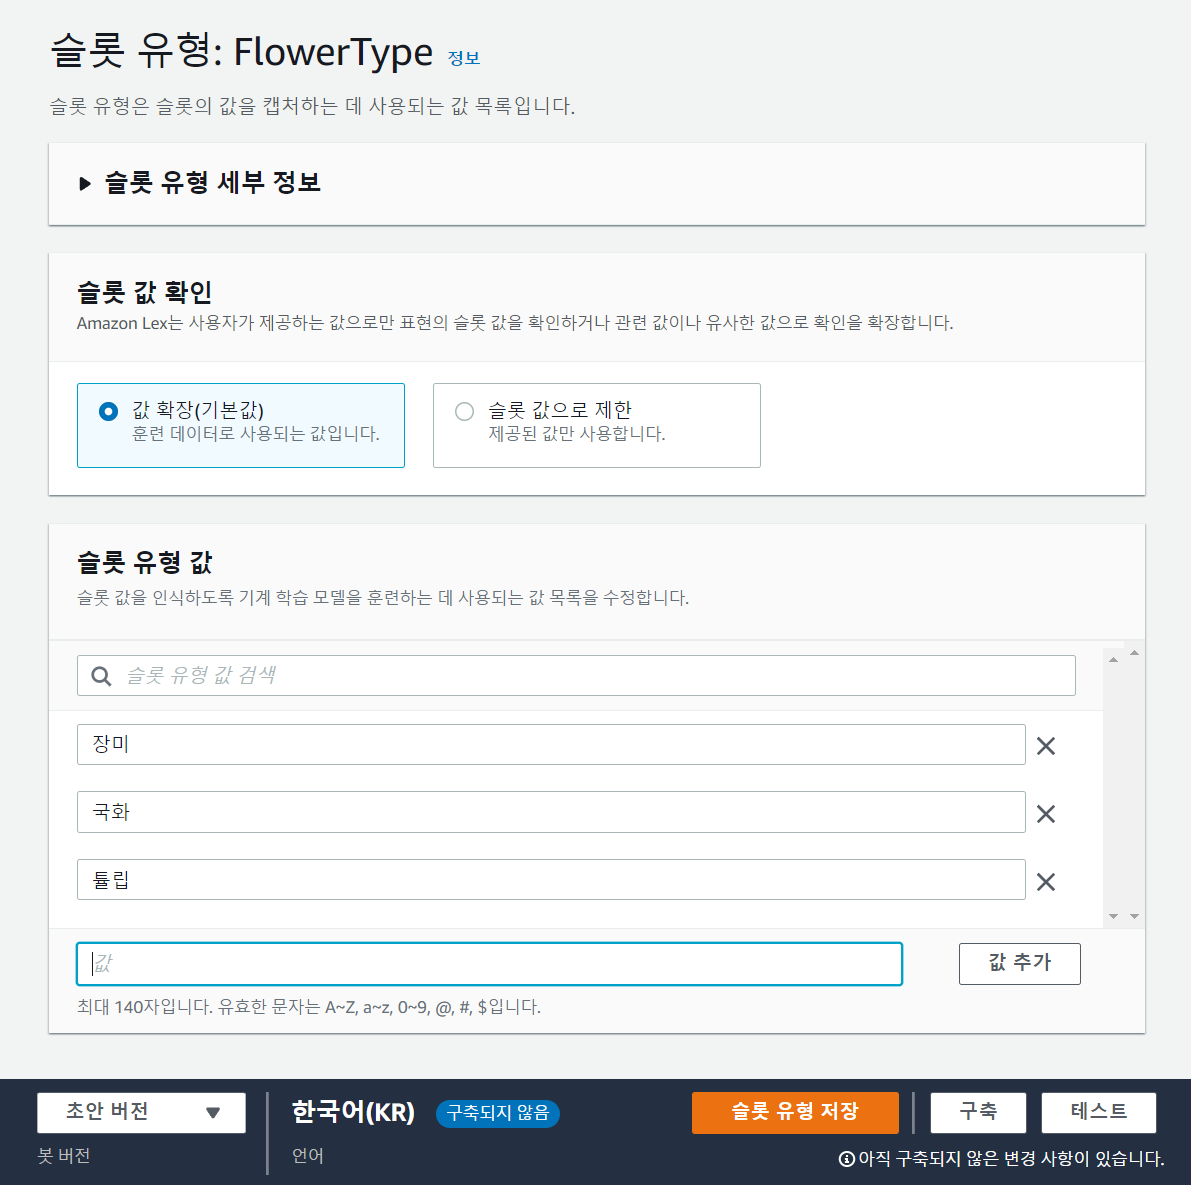 슬롯 유형: FlowerType 정보
슬롯 유형은 슬롯의 값을 캡처하는 데 사용되는 값 목록입니다.
슬롯 유형 세부 정보
슬롯 값 확인
Amazon Lex는 사용자가 제공하는 값으로만 표현의 슬롯 값을 확인하거나 관련 값이나 유사한 값으로 확인을 확장합니다.
값 확장(기본값)
훈련 데이터로 사용되는 값입니다.
슬롯 값으로 제한
제공된 값만 사용합니다.
슬롯 유형 값
슬롯 값을 인식하도록 기계 학습 모델을 훈련하는 데 사용되는 값 목록을 수정합니다.
슬롯 유형 값 검색
장미
국화
튤립
값
값 추가
최대 140자입니다. 유효한 문자는 A~Z, a~z, 0~9, @, #, $입니다.
초안 버전
봇 버전
한국어(KR) 구축되지 않음
언어
슬롯 유형 저장
구축
테스트
아직 구축되지 않은 변경 사항이 있습니다.